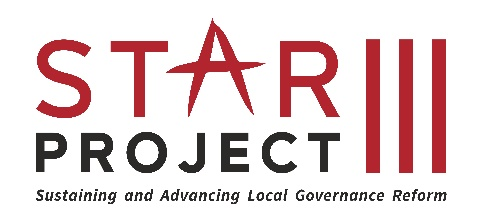 STAR III
PROJECT
Sustaining and Advancing Local Governance Reform